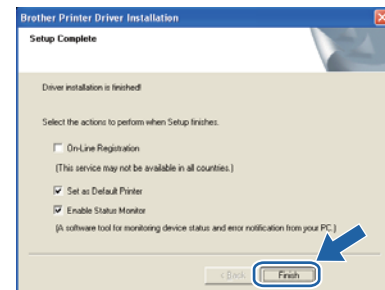 Brother Printer Driver Installation
Setup Complete
Driver installation is finished!
Select the actions to perform when Setup finishes.
On-Line Registration
(This service may not be available in all countries.)
Set as Default Printer
Enable Status Monitor
(A software tool for monitoring device status and error notification from your PC.)
< Back
Finish